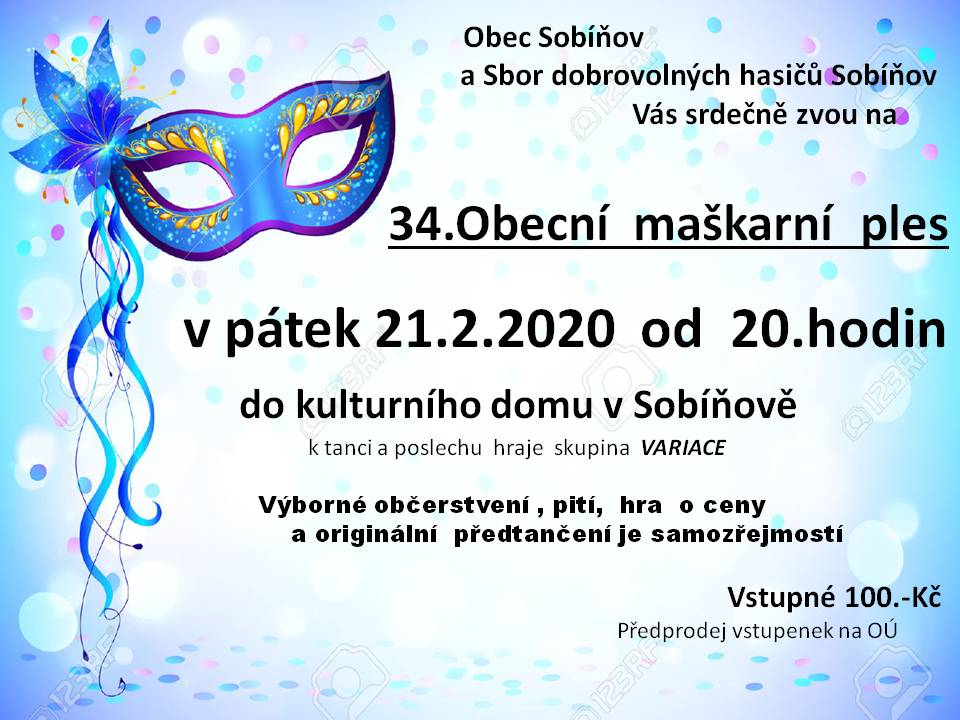 Obec Sobíňov
a Sbor dobrovolných hasičů Sobíňov
Vás srdečně zvou na
34.Obecní maškarní ples
v pátek 21.2.2020 od 20.hodin
do kulturního domu v Sobíňově
k tanci a poslechu hraje skupina VARIACE
Výborné občerstvení , pití, hra o ceny
a originální předtančení je samozřejmostí
Vstupné 100.-Kč
Předprodej vstupenek na OÚ
123RF